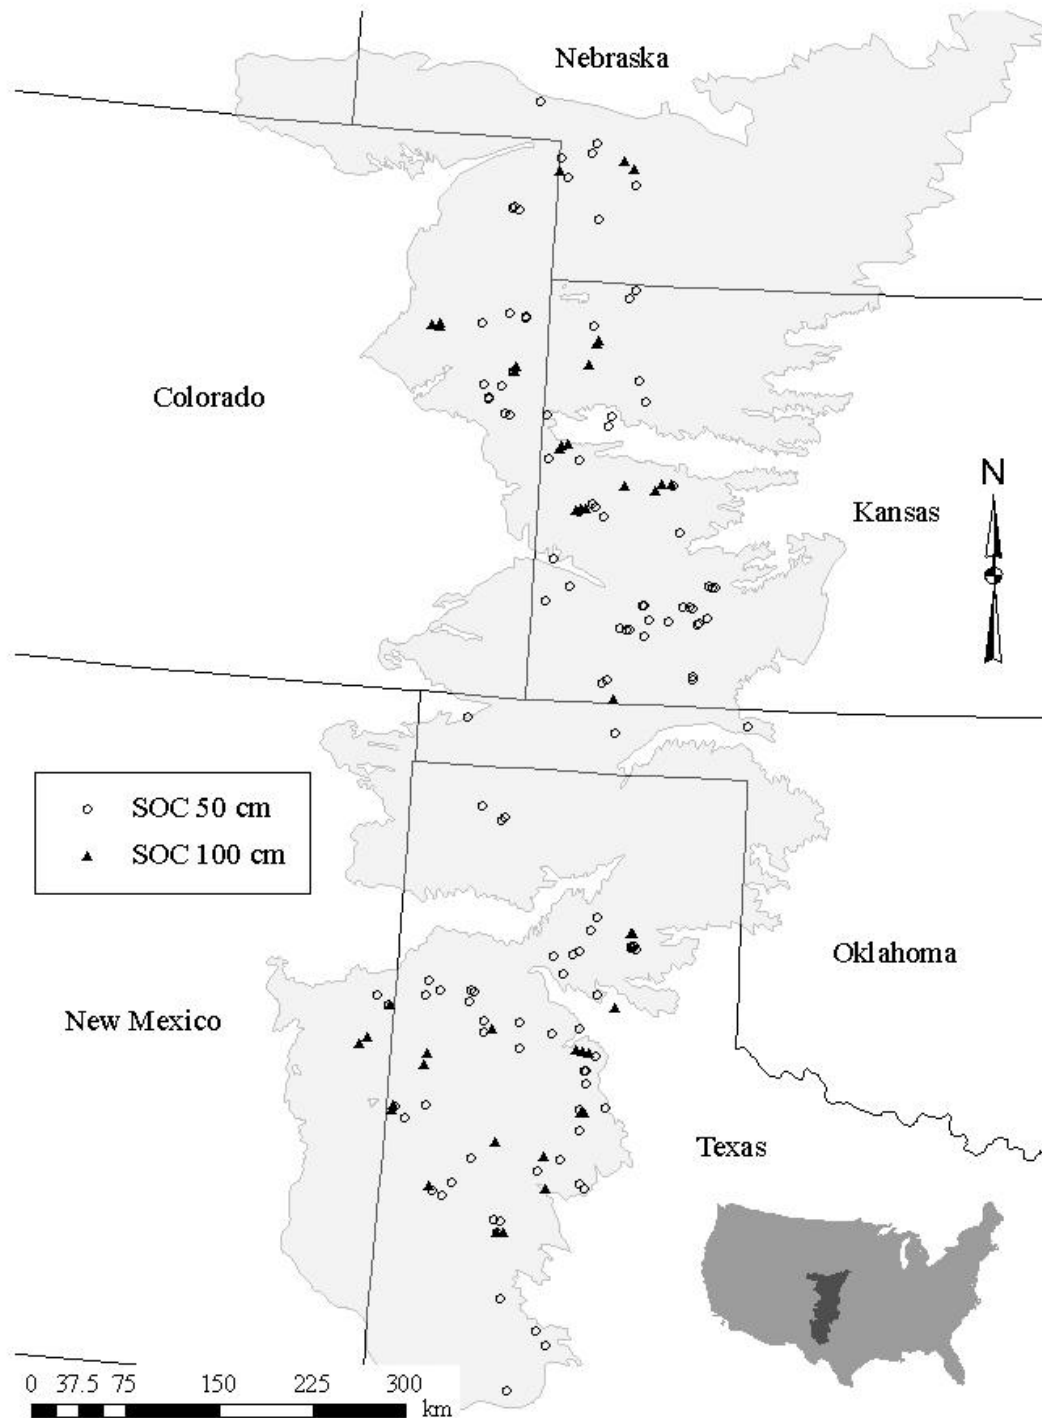 Nebraska
Colorado
N
Kansas
SOC 50 cm
SOC 100 cm
Oklahoma
New Mexico
Texas
0 37.5 75 150 225 300
km